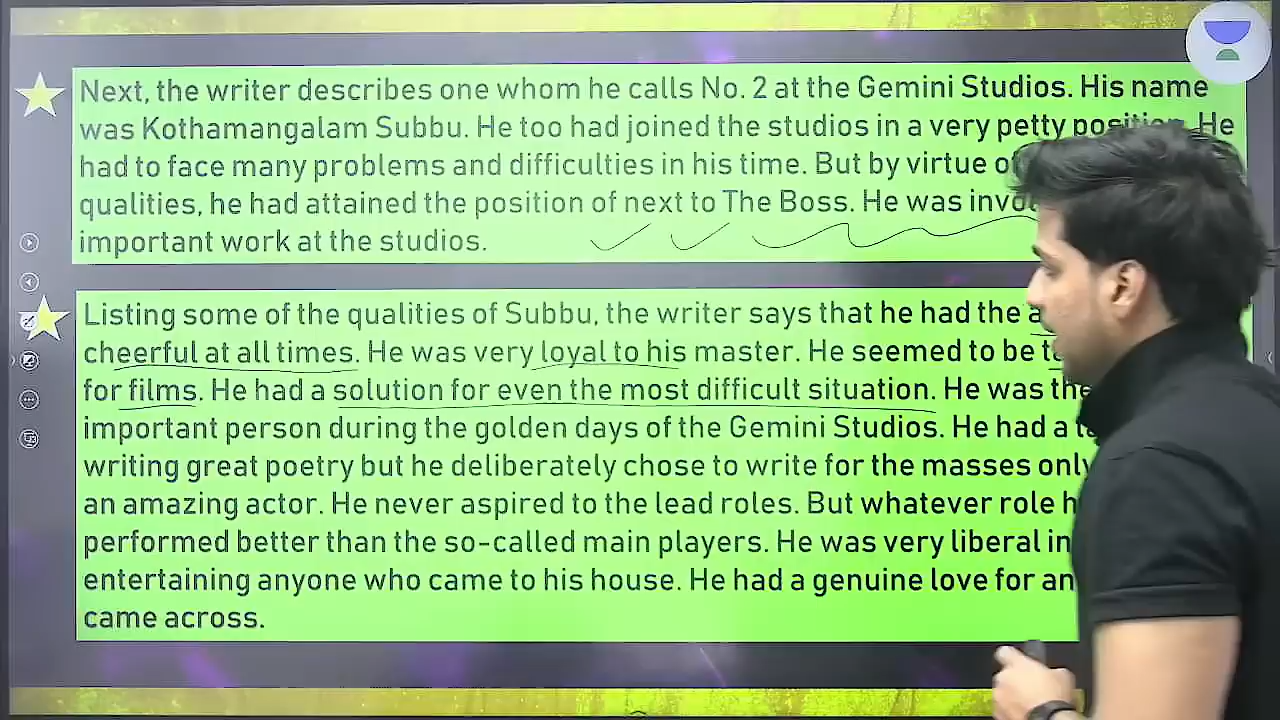 Next, the writer describes one whom he calls No. 2 at the Gemini Studios. His name
was Kothamangalam Subbu. He too had joined the studios in a very petty position. He
had to face many problems and difficulties in his time. But by virtue of
qualities, he had attained the position of next to The Boss. He was
important work at the studios.
Listing some of the qualities of Subbu, the writer says that he had the
cheerful at all times. He was very loyal to his master. He seemed to be
for films. He had a solution for even the most difficult situation. He was the
important person during the golden days of the Gemini Studios. He had a
writing great poetry but he deliberately chose to write for the masses only
an amazing actor. He never aspired to the lead roles. But whatever role
performed better than the so-called main players. He was very liberal in
entertaining anyone who came to his house. He had a genuine love for
came across.